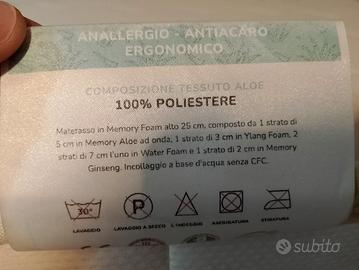 ANALLERGICO - ANTIACARO
ERGONOMICO
COMPOSIZIONE TESSUTO ALOE
100% POLIESTERE
Materasso in Memory Foam alto 25 cm, composto da 1 strato di
5 cm in Memory Aloe ad onda, 1 strato di 3 cm in Ylang Foam, 2
strati di 7 cm l'uno in Water Foam e 1 strato di 2 cm in Memory
Ginseng. Incollaggio a base d'acqua senza CFC.
30°
P
LAVAGGIO
LAVAGGIO A SECCO
CANDEGGIO
ASCIUGATURA
STIRATURA
subito